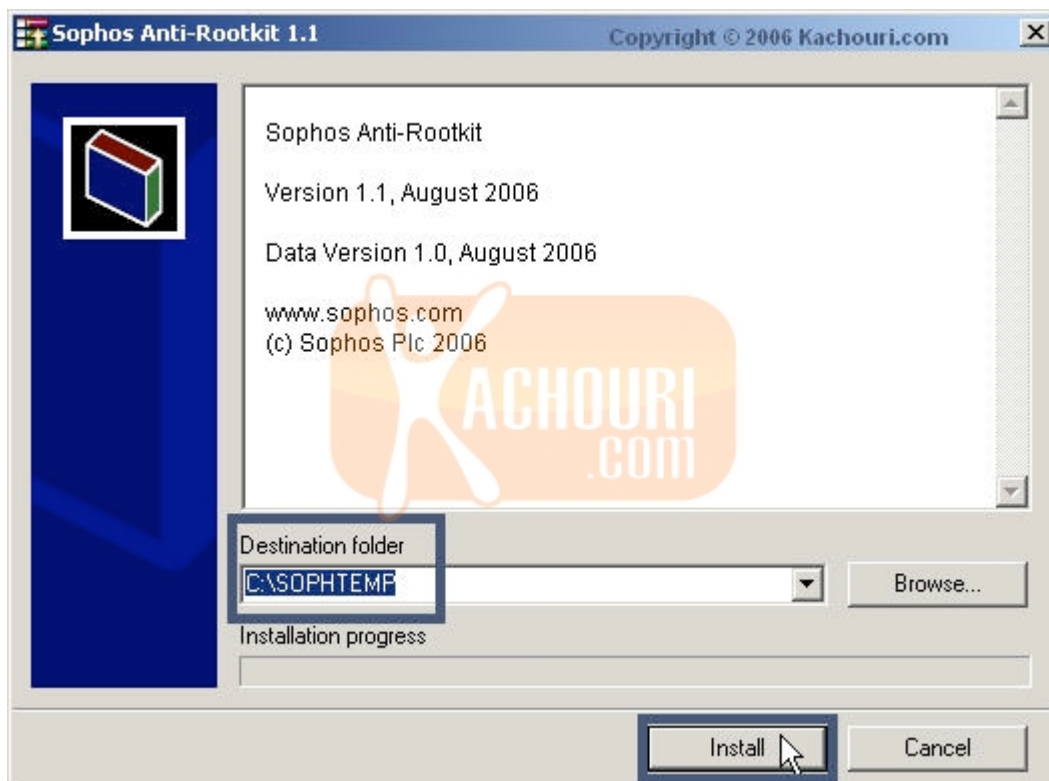 Sophos Anti-Rootkit 1.1
Copyright © 2006 Kachouri.com
Sophos Anti-Rootkit
Version 1.1, August 2006
Data Version 1.0, August 2006
www.sophos.com
(c) Sophos Plc 2006
KACHOURI
.com
Destination folder
C:\SOPHTEMP
Browse...
Installation progress
Install
Cancel